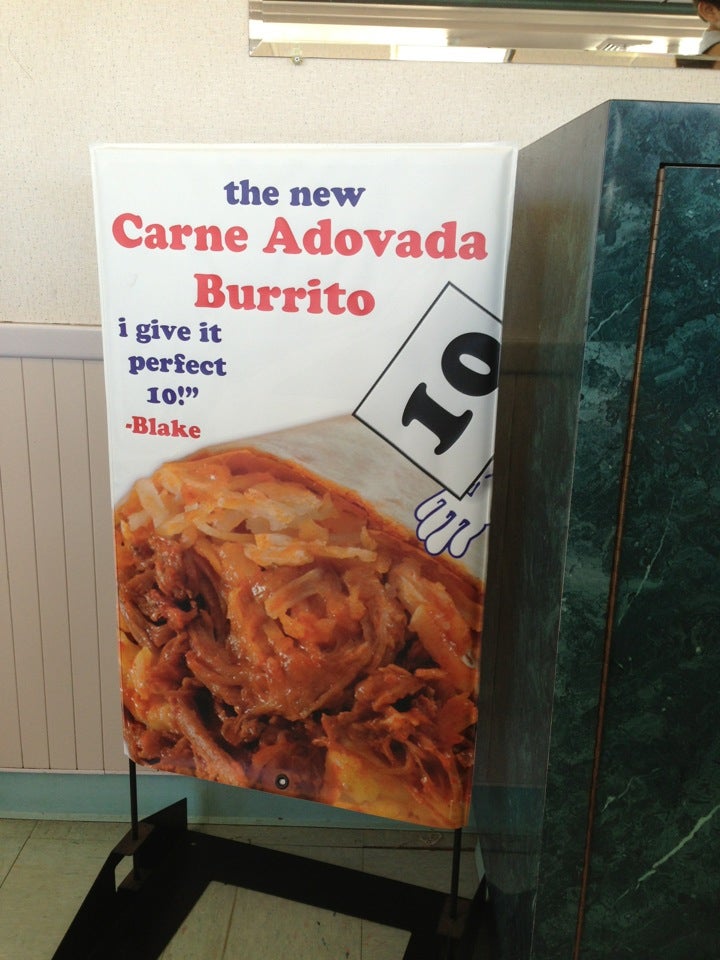 the new
Carne Adovada
Burrito
i give it
perfect
10!”
-Blake
10